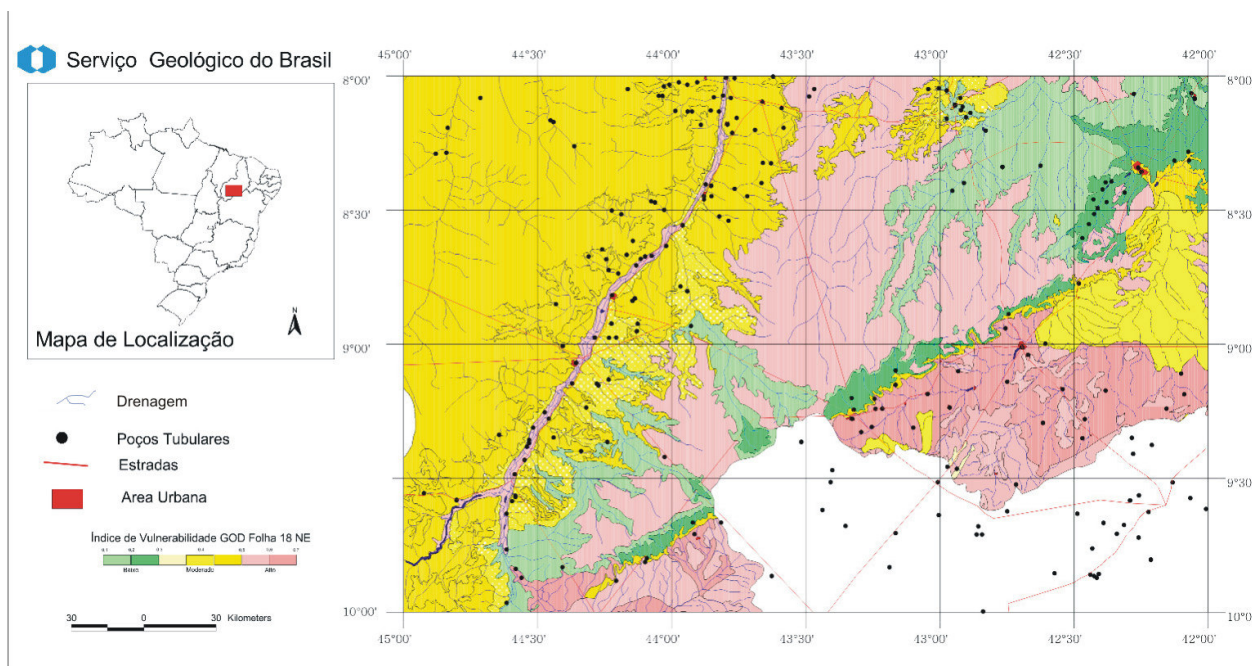 Serviço Geológico do Brasil
N
Mapa de Localização
Drenagem
Poços Tubulares
Estradas
Area Urbana
Índice de Vulnerabilidade GOD Folha 18 NE
Baixo Moderado Alto
30 0 30 Kilometers
45°00' 44°30' 44°00' 43°30' 43°00' 42°30' 42°00'
8°00' 8°00'
8°30' 8°30'
9°00' 9°00'
9°30' 9°30'
10°00' 10°0
45°00' 44°30' 44°00' 43°30' 43°00' 42°30' 42°00'